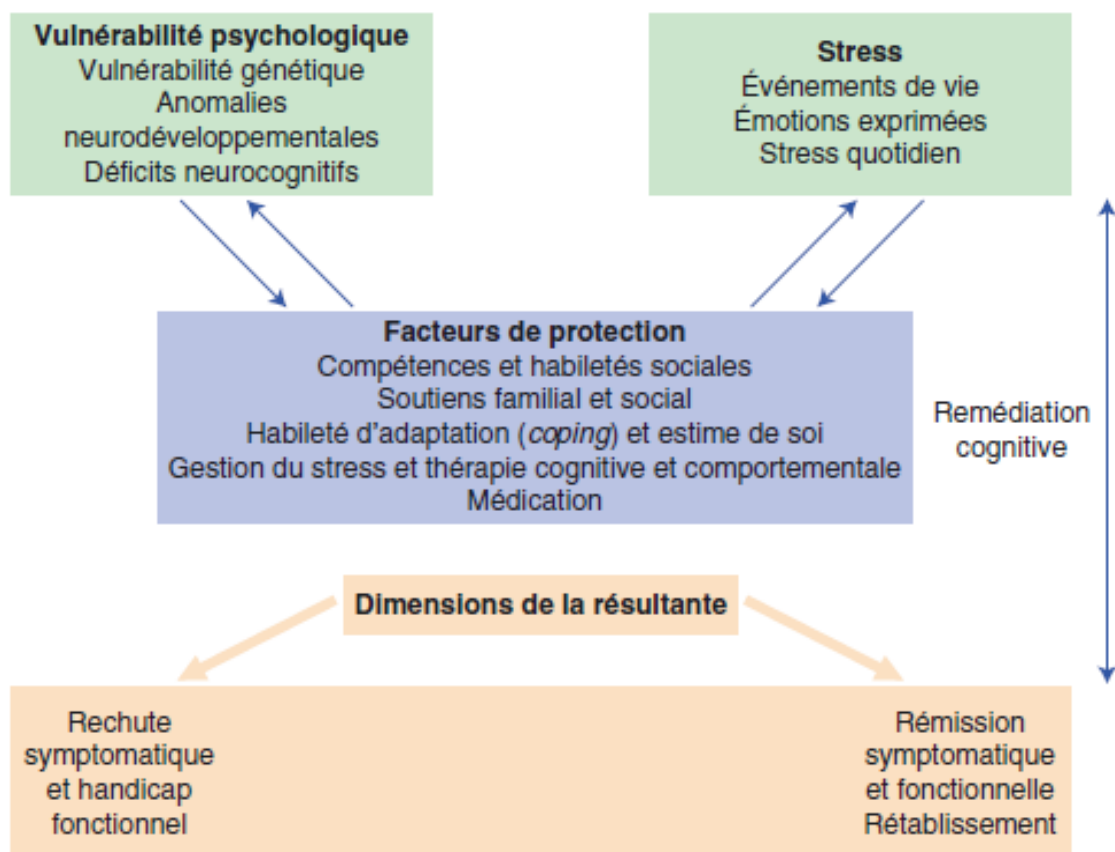 Vulnérabilité psychologique
Vulnérabilité génétique
Anomalies
neurodéveloppementales
Déficits neurocognitifs
Stress
Événements de vie
Émotions exprimées
Stress quotidien
Facteurs de protection
Compétences et habiletés sociales
Soutiens familial et social
Habileté d'adaptation (coping) et estime de soi
Gestion du stress et thérapie cognitive et comportementale
Médication
Remédiation
cognitive
Dimensions de la résultante
Rechute
symptomatique
et handicap
fonctionnel
Rémission
symptomatique
et fonctionnelle
Rétablissement